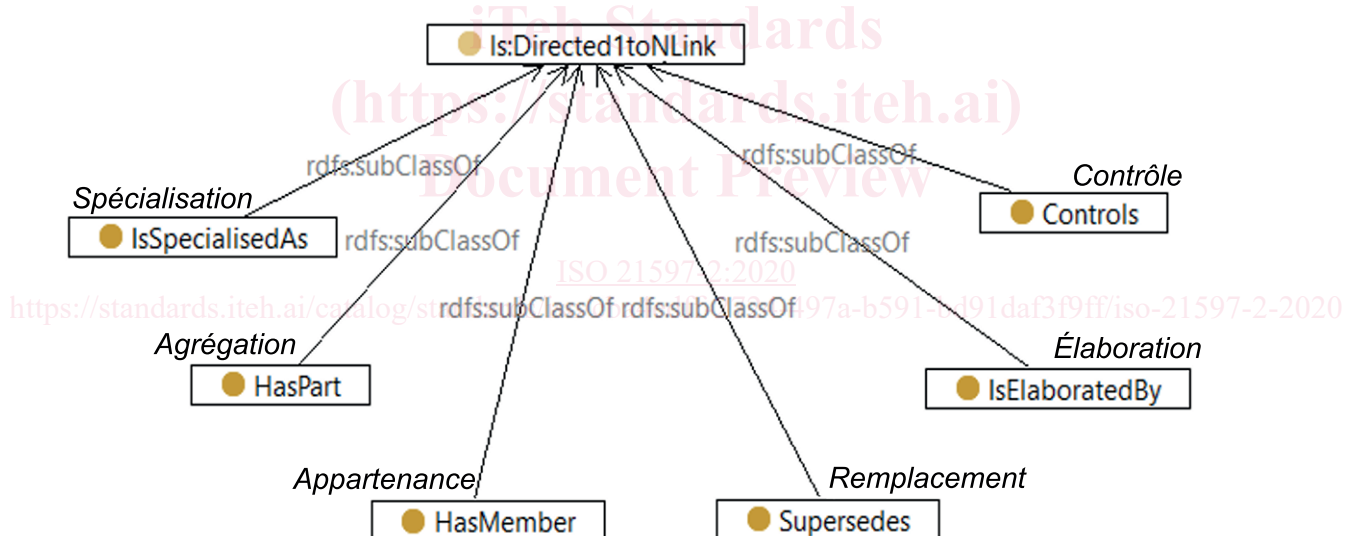 iTeh Standards
Is:Directed1toNLink
(https://standards.iteh.ai)
Document Preview
rdfs:subClassOf
rdfs:subClassOf
Contrôle
Spécialisation
Controls
IsSpecialisedAs
rdfs:subClassOf
rdfs:subClassOf
ISO 21597-2:2020
rdfs:subClassOf rdfs:subClassOf
https://standards.iteh.ai/catalog/st 497a-b591- d91daf3f9ff/iso-21597-2-2020
Agrégation
Élaboration
HasPart
IsElaboratedBy
Appartenance
Remplacement
HasMember
Supersedes